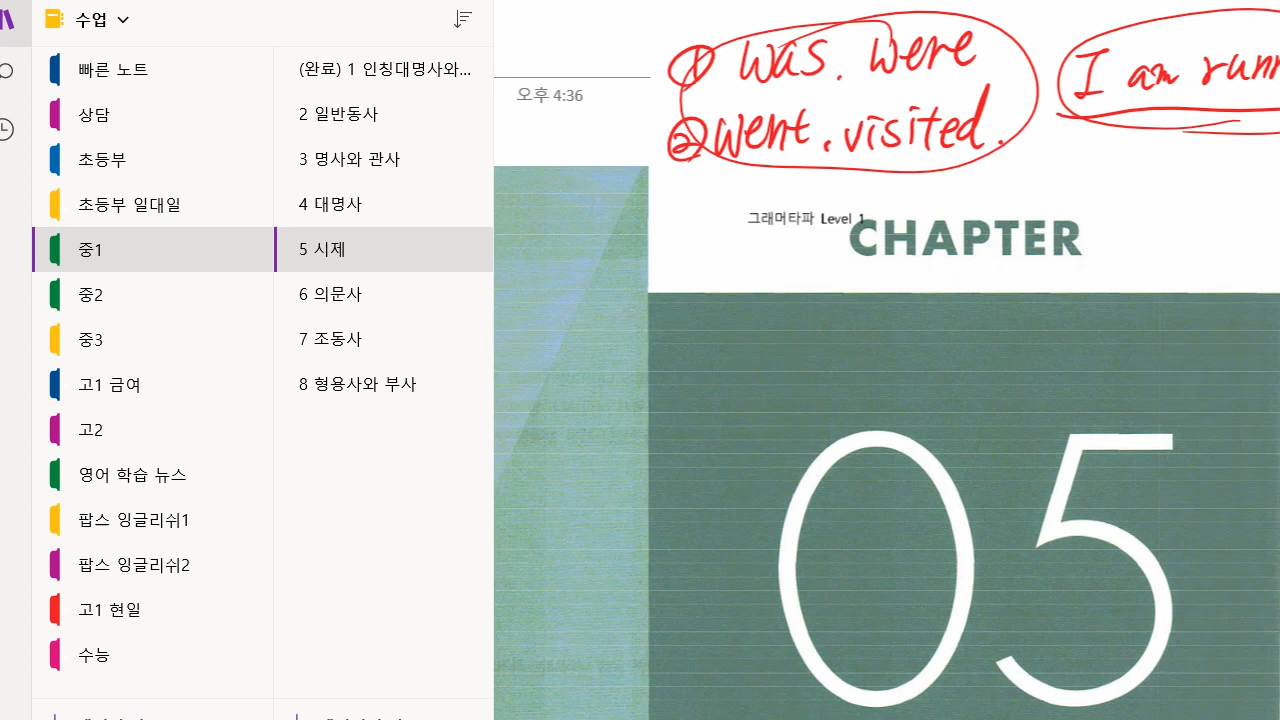 수업
빠른 노트
상담
초등부
초등부 일대일
중1
중2
중3
고1 금여
고2
영어 학습 뉴스
팝스 잉글리쉬1
팝스 잉글리쉬2
고1 현일
수능
(완료) 1 인칭대명사와...
2 일반동사
3 명사와 관사
4 대명사
5 시제
6 의문사
7 조동사
8 형용사와 부사
오후 4:36
① was. were
② went. visited.
I am
그래머타파 Level 1
CHAPTER
05